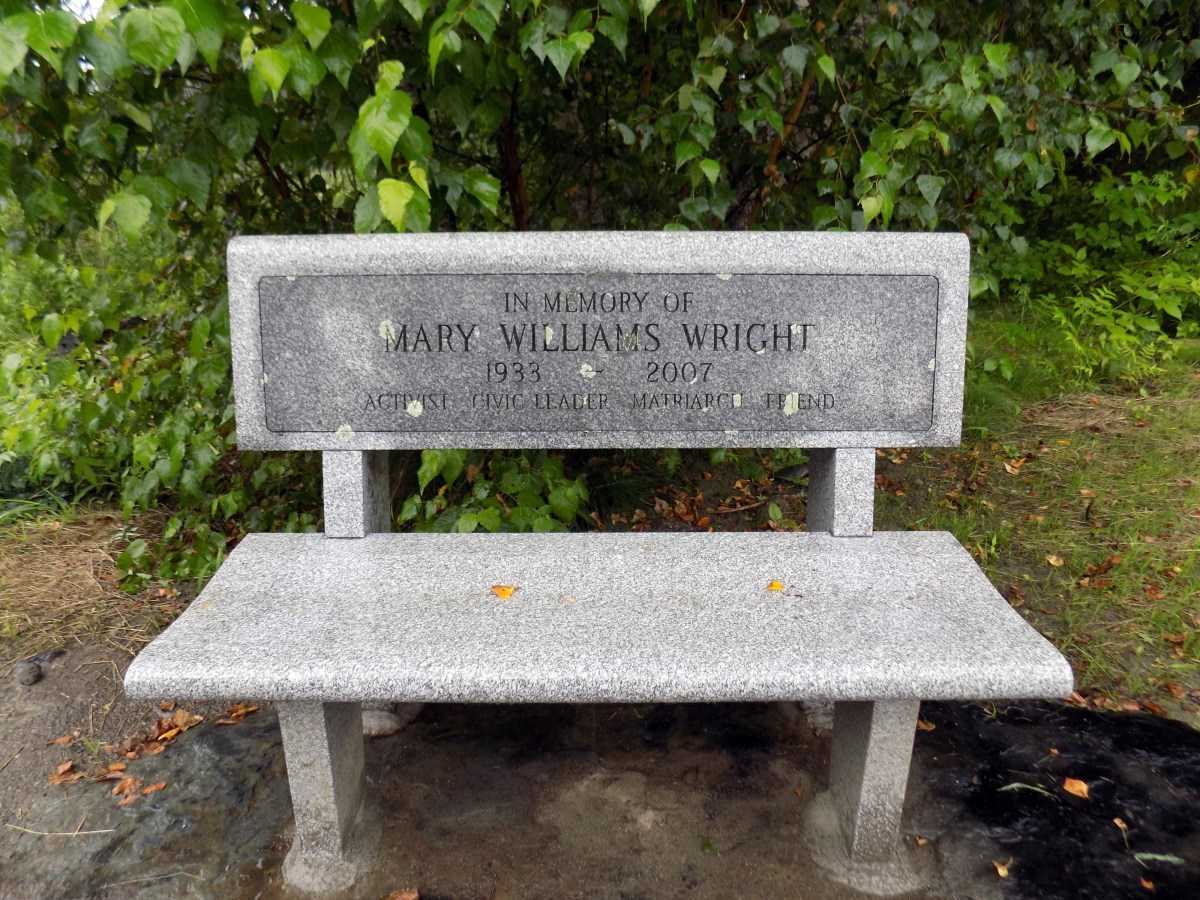 IN MEMORY OF
MARY WILLIAMS WRIGHT
1933 - 2007
ACTIVIST CIVIC LEADER MATRIARCH FRIEND